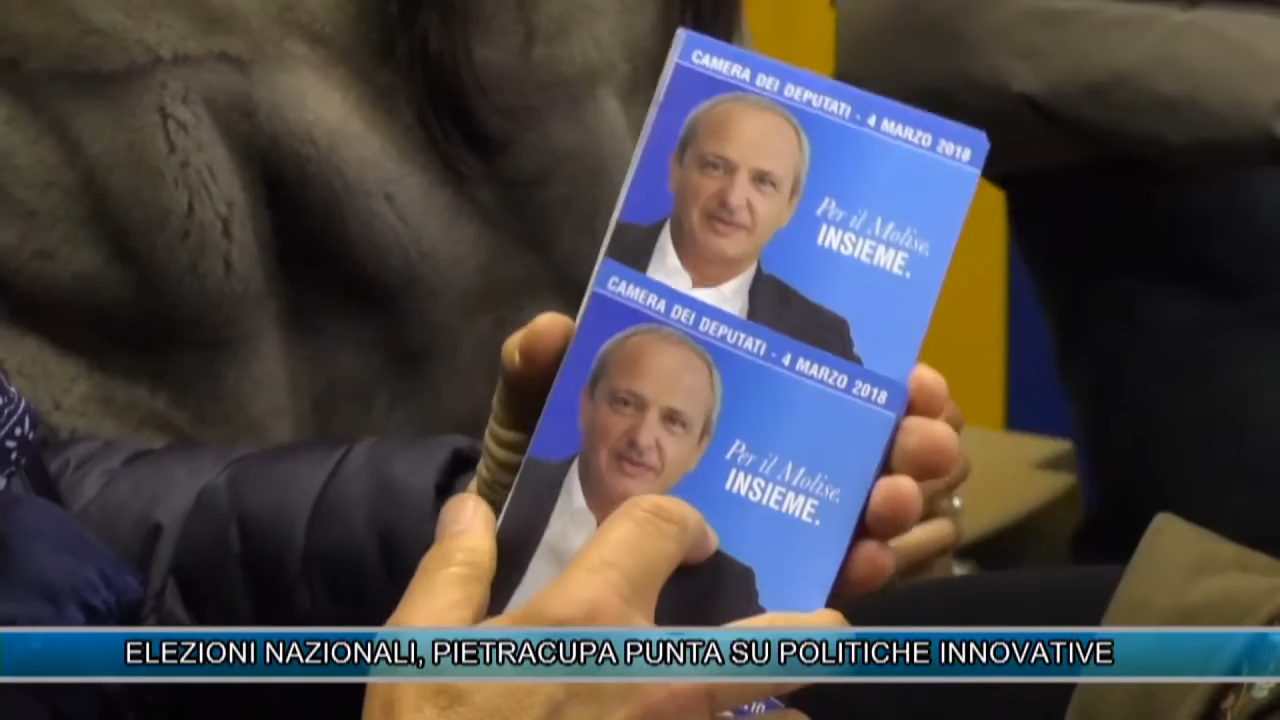 CAMERA DEI DEPUTATI - 4 MARZO 2018
Per il Molise.
INSIEME.
CAMERA DEI DEPUTATI - 4 MARZO 2018
Per il Molise.
INSIEME.
ELEZIONI NAZIONALI, PIETRACUPA PUNTA SU POLITICHE INNOVATIVE